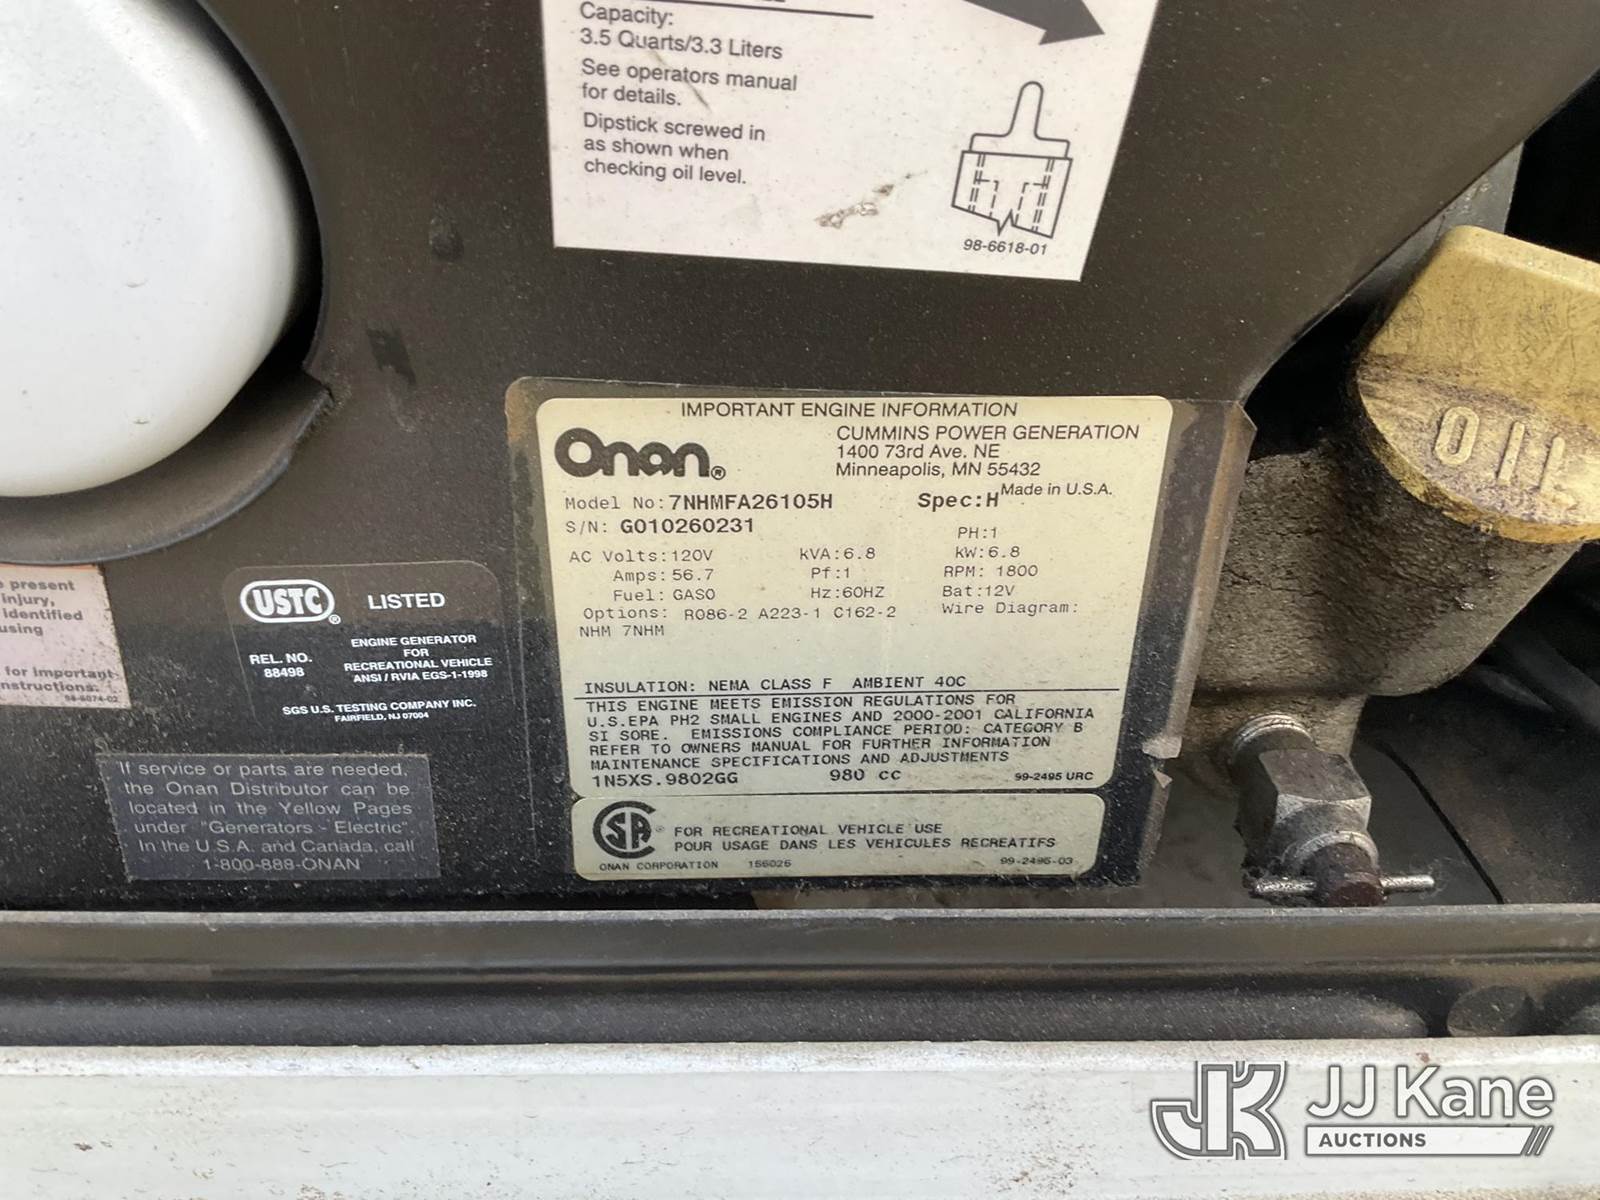 Capacity:
3.5 Quarts/3.3 Liters
See operators manual
for details.
Dipstick screwed in
as shown when
checking oil level.
98-6618-01
OIL
IMPORTANT ENGINE INFORMATION
Onan®
CUMMINS POWER GENERATION
1400 73rd Ave. NE
Minneapolis, MN 55432
Made in U.S.A.
Model No: 7NHMFA26105H Spec:H
S/N: G010260231
PH:1
AC Volts:120V kVA:6.8 kW:6.8
Amps:56.7 Pf:1 RPM: 1800
Fuel:GASO Hz:60HZ Bat:12V
Options: R086-2 A223-1 C162-2 Wire Diagram:
NHM 7NHM
INSULATION: NEMA CLASS F AMBIENT 40C
THIS ENGINE MEETS EMISSION REGULATIONS FOR
U.S.EPA PH2 SMALL ENGINES AND 2000-2001 CALIFORNIA
SI SORE. EMISSIONS COMPLIANCE PERIOD: CATEGORY B
REFER TO OWNERS MANUAL FOR FURTHER INFORMATION
MAINTENANCE SPECIFICATIONS AND ADJUSTMENTS
1N5XS.9802GG 980 cc 99-2495 URC
SA®
FOR RECREATIONAL VEHICLE USE
POUR USAGE DANS LES VEHICULES RECREATIFS
ONAN CORPORATION 156026 99-2496-03
present
injury,
identified
using
for important
instructions.
USTC® LISTED
REL. NO.
88498
ENGINE GENERATOR
FOR
RECREATIONAL VEHICLE
ANSI / RVIA EGS-1-1998
SGS U.S. TESTING COMPANY INC.
FAIRFIELD, NJ 07004
If service or parts are needed,
the Onan Distributor can be
located in the Yellow Pages
under "Generators - Electric".
In the U.S.A. and Canada, call
1-800-888-ONAN
JK JJ Kane
AUCTIONS